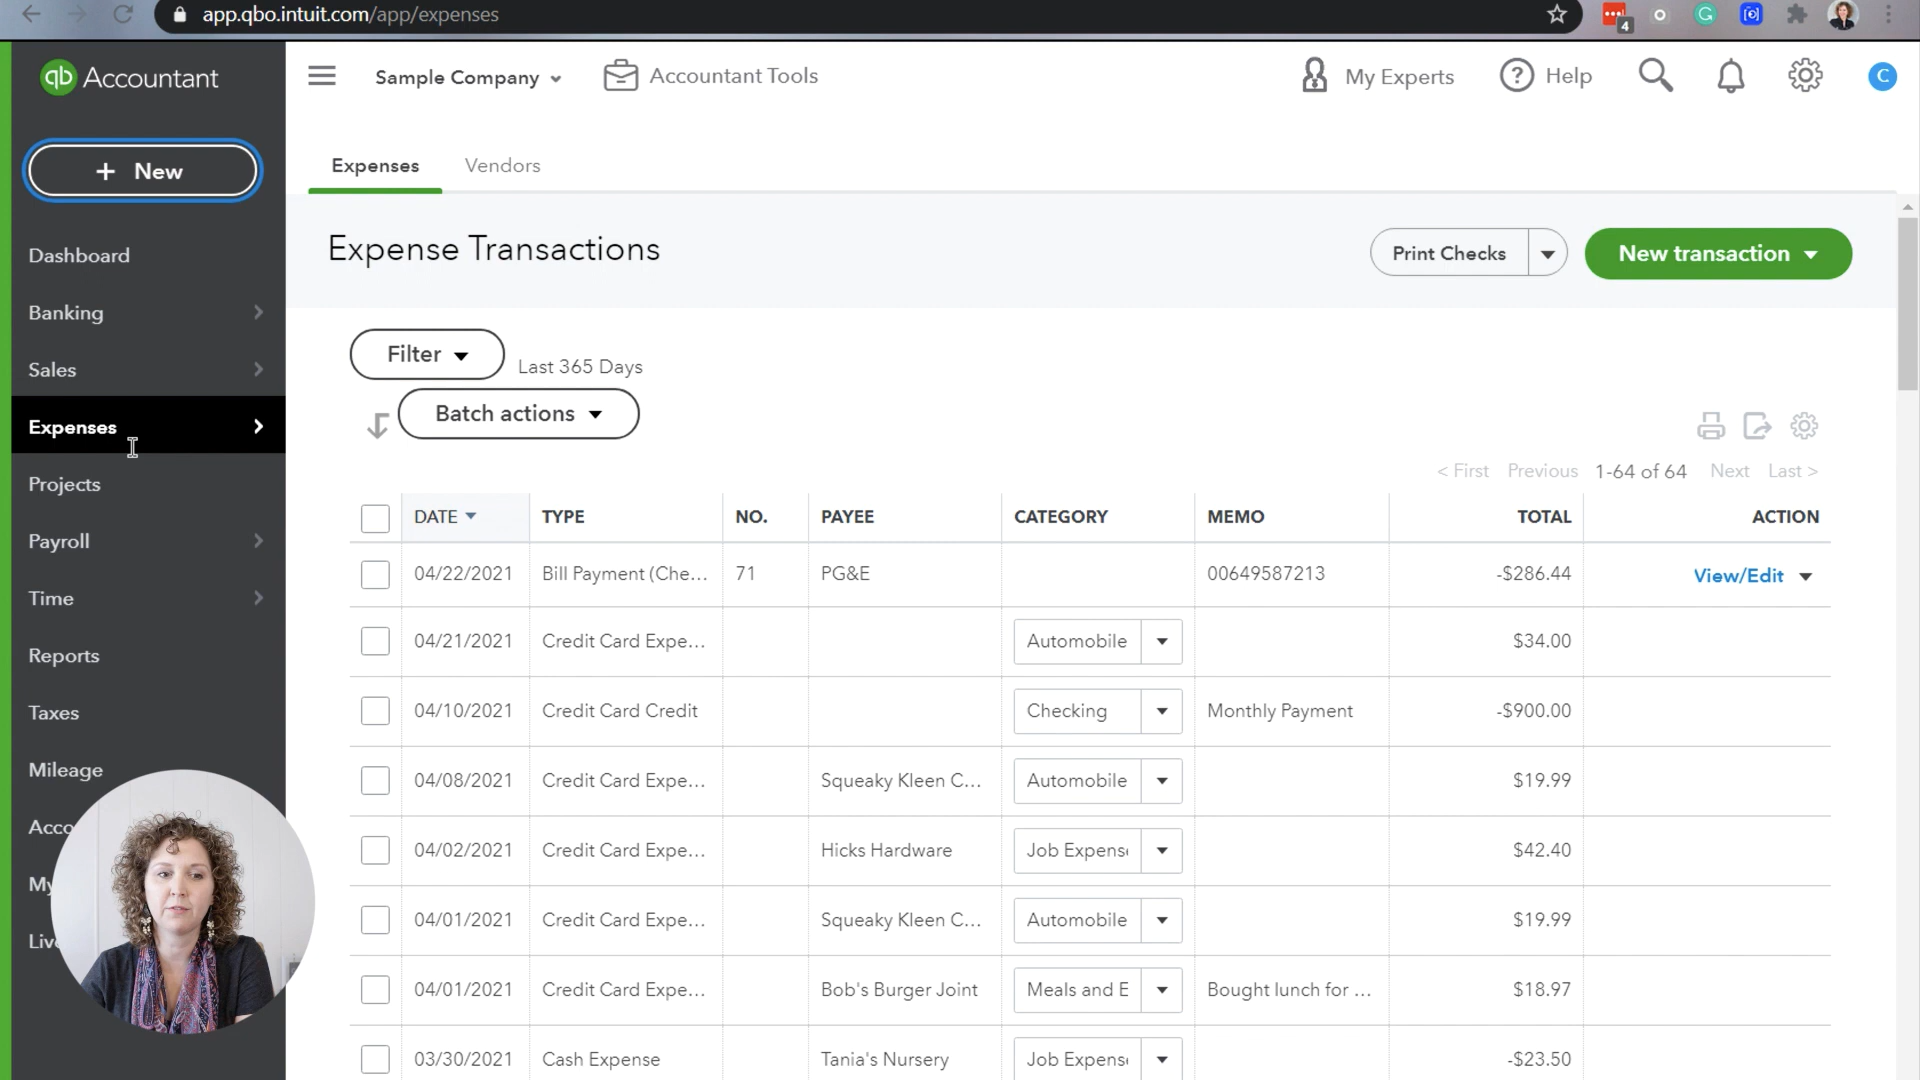 app.qbo.intuit.com/app/expenses
4
qb Accountant
Sample Company
Accountant Tools
My Experts
? Help
C
+ New
Expenses
Vendors
Dashboard
Banking
Sales
Expenses
Projects
Payroll
Time
Reports
Taxes
Mileage
Acco
My
Live
Expense Transactions
Print Checks
New transaction
Filter
Last 365 Days
Batch actions
< First Previous 1-64 of 64 Next Last >
DATE TYPE NO. PAYEE CATEGORY MEMO TOTAL ACTION
04/22/2021 Bill Payment (Che... 71 PG&E 00649587213 -$286.44 View/Edit
04/21/2021 Credit Card Expe... Automobile $34.00
04/10/2021 Credit Card Credit Checking Monthly Payment -$900.00
04/08/2021 Credit Card Expe... Squeaky Kleen C... Automobile $19.99
04/02/2021 Credit Card Expe... Hicks Hardware Job Expens $42.40
04/01/2021 Credit Card Expe... Squeaky Kleen C... Automobile $19.99
04/01/2021 Credit Card Expe... Bob's Burger Joint Meals and E Bought lunch for ... $18.97
03/30/2021 Cash Expense Tania's Nursery Job Expens -$23.50